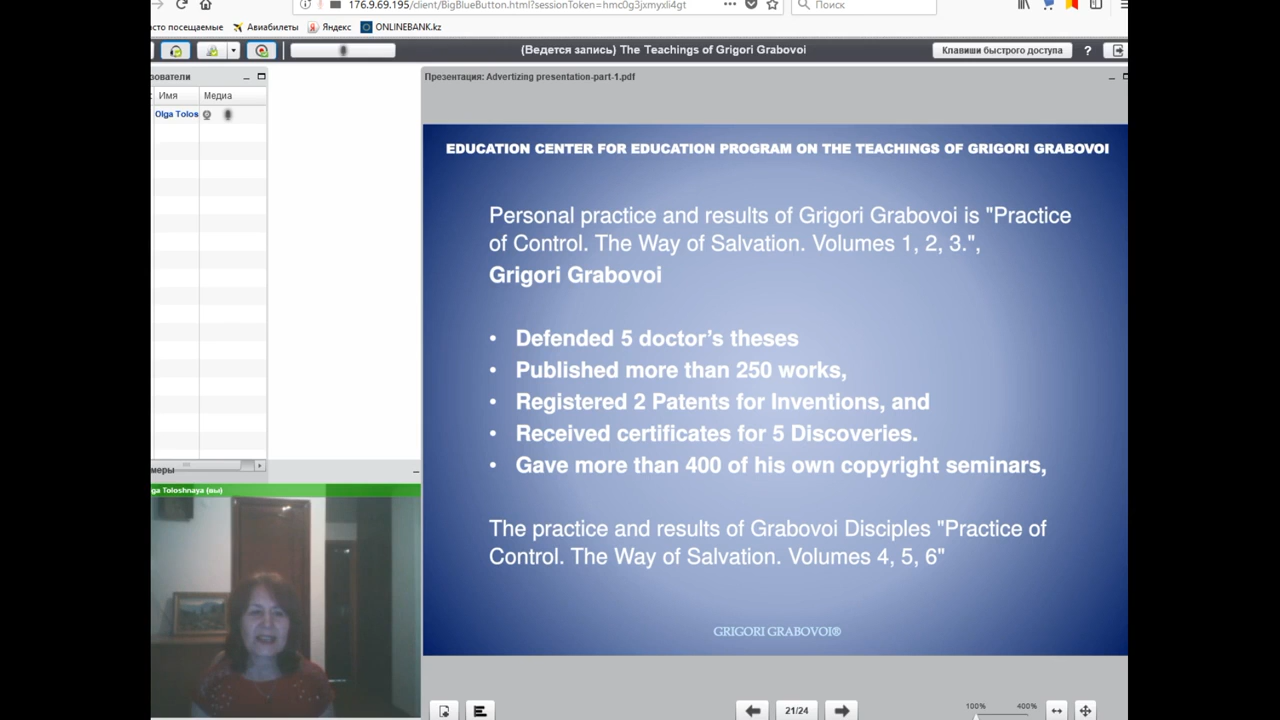 176.9.69.195/client/BigBlueButton.html?sessionToken=hmc0g3jxmyxli4gt
Поиск
асто посещаемые
Авиабилеты
Яндекс
ONLINEBANK.kz
(Ведется запись) The Teachings of Grigori Grabovoi
Клавиши быстрого доступа
?
зователи
Презентация: Advertizing presentation-part-1.pdf
Имя
Медиа
Olga Tolos
EDUCATION CENTER FOR EDUCATION PROGRAM ON THE TEACHINGS OF GRIGORI GRABOVOI
Personal practice and results of Grigori Grabovoi is "Practice
of Control. The Way of Salvation. Volumes 1, 2, 3.",
Grigori Grabovoi
• Defended 5 doctor's theses
• Published more than 250 works,
• Registered 2 Patents for Inventions, and
• Received certificates for 5 Discoveries.
• Gave more than 400 of his own copyright seminars,
The practice and results of Grabovoi Disciples "Practice of
Control. The Way of Salvation. Volumes 4, 5, 6"
GRIGORI GRABOVOI®
меры
ga Toloshnaya (вы)
21/24
100%
400%